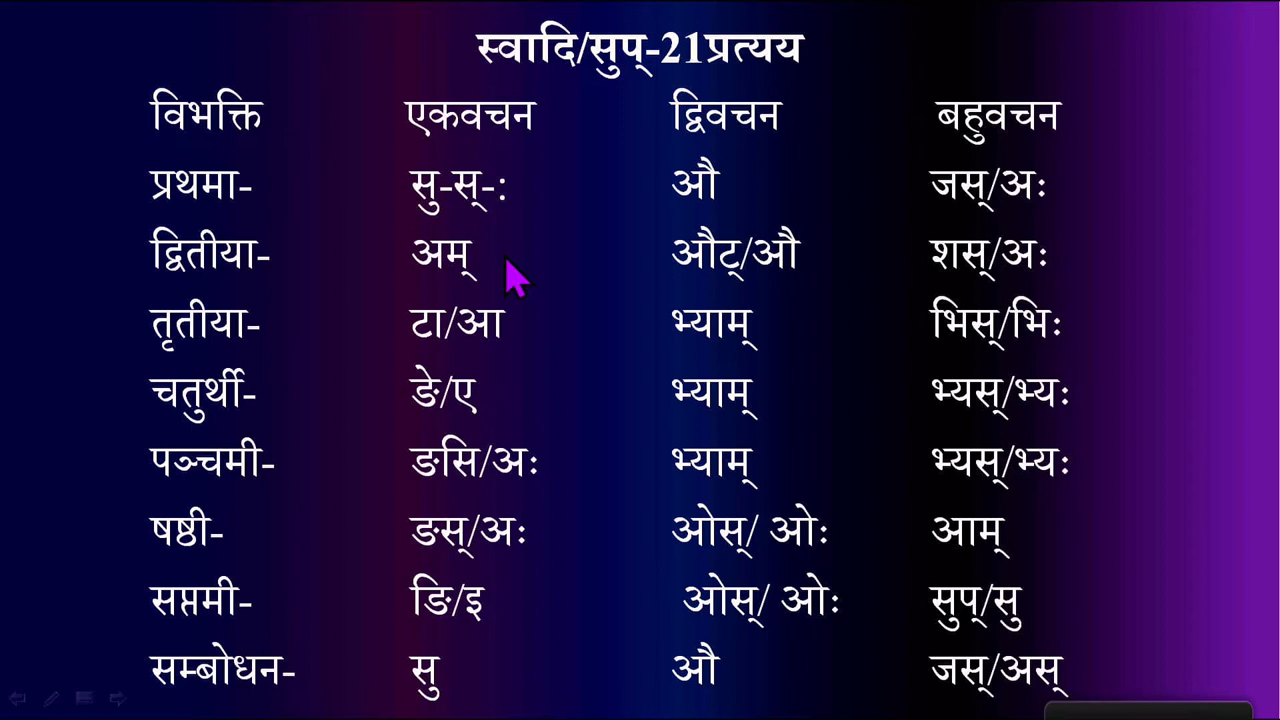 स्वादि/सुप्-21प्रत्यय
विभक्ति एकवचन द्विवचन बहुवचन
प्रथमा- सु-स्-: औ जस्/अः
द्वितीया- अम् औट्/औ शस्/अः
तृतीया- टा/आ भ्याम् भिस्/भिः
चतुर्थी- ङे/ए भ्याम् भ्यस्/भ्यः
पञ्चमी- ङसि/अः भ्याम् भ्यस्/भ्यः
षष्ठी- ङस्/अः ओस्/ ओः आम्
सप्तमी- ङि/इ ओस्/ ओः सुप्/सु
सम्बोधन- सु औ जस्/अस्